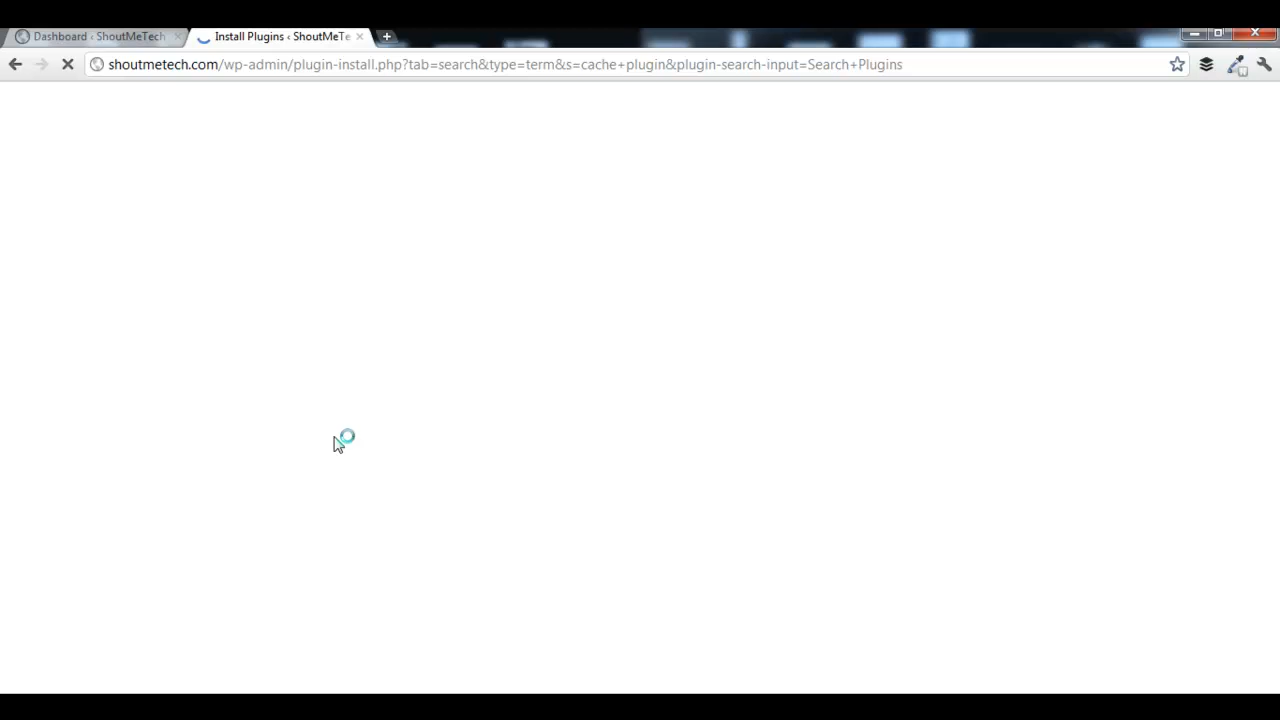 Dashboard ‹ ShoutMeTech
Install Plugins ‹ ShoutMeTe
shoutmetech.com/wp-admin/plugin-install.php?tab=search&type=term&s=cache+plugin&plugin-search-input=Search+Plugins